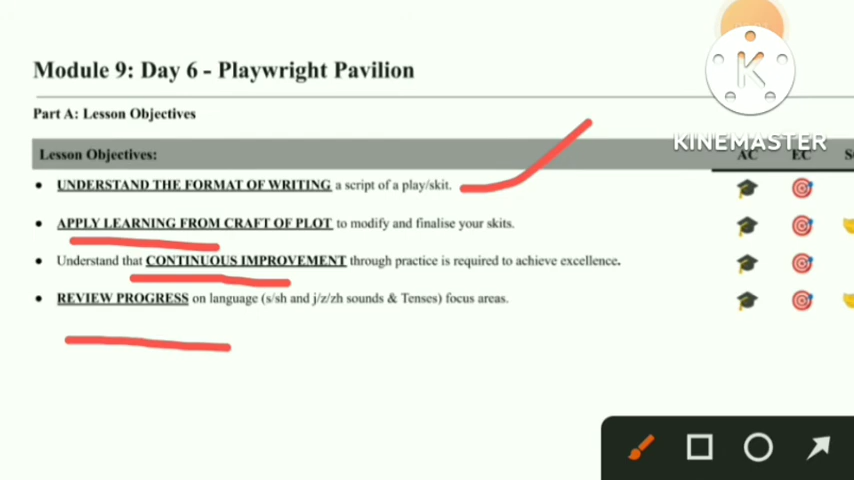 Module 9: Day 6 - Playwright Pavilion
Part A: Lesson Objectives
Lesson Objectives: AC EC
• UNDERSTAND THE FORMAT OF WRITING a script of a play/skit.
• APPLY LEARNING FROM CRAFT OF PLOT to modify and finalise your skits.
• Understand that CONTINUOUS IMPROVEMENT through practice is required to achieve excellence.
• REVIEW PROGRESS on language (s/sh and j/z/zh sounds & Tenses) focus areas.
KINEMASTER